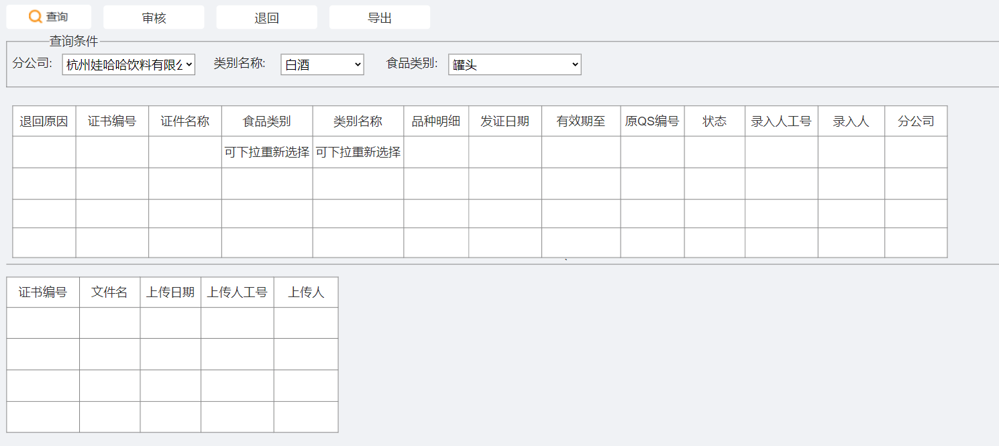 查询 审核 退回 导出
查询条件
分公司: 杭州娃哈哈饮料有限公 类别名称: 白酒 食品类别: 罐头
退回原因 证书编号 证件名称 食品类别 类别名称 品种明细 发证日期 有效期至 原QS编号 状态 录入人工号 录入人 分公司
可下拉重新选择 可下拉重新选择
证书编号 文件名 上传日期 上传人工号 上传人